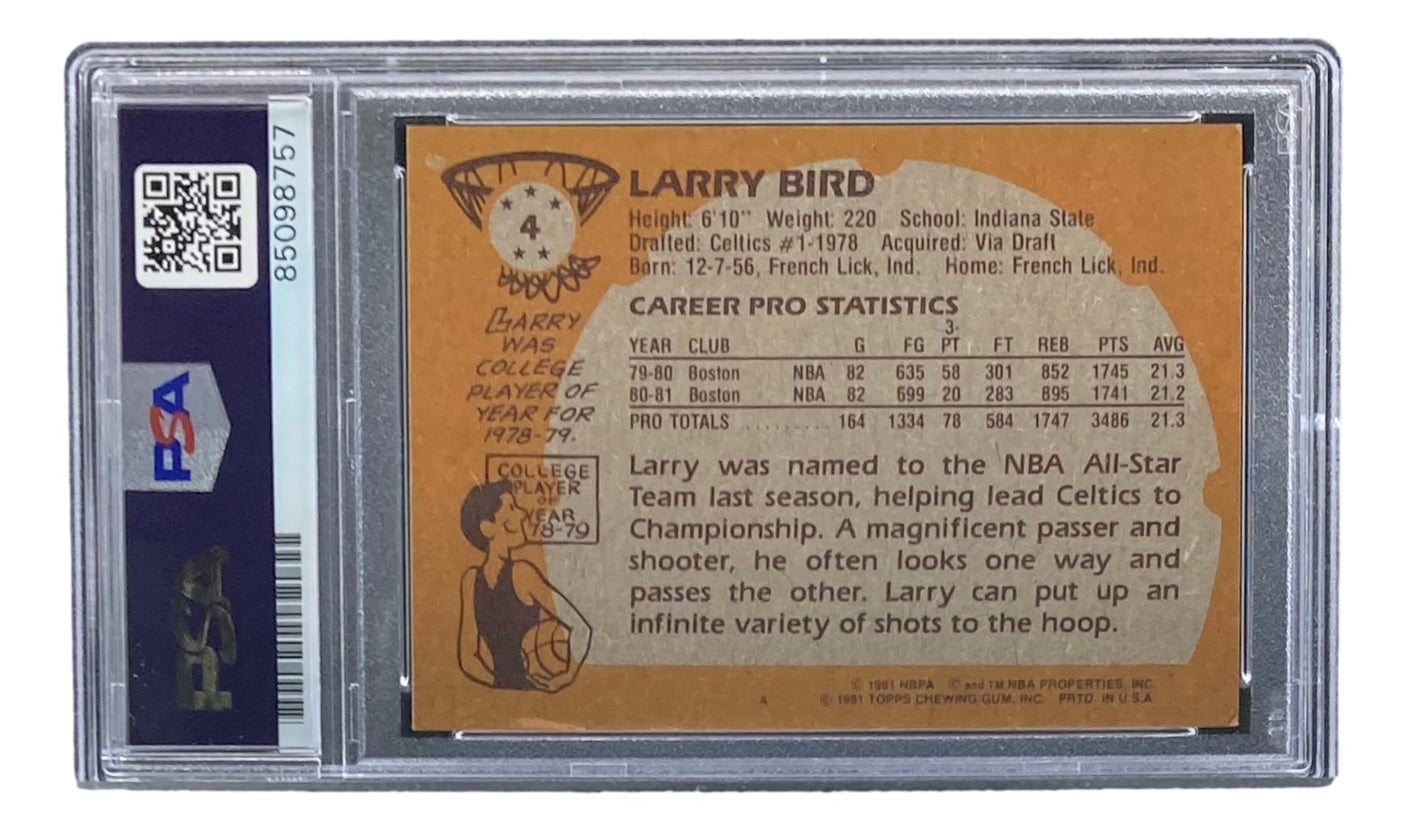 85098757
PSA
PSA
4
LARRY
WAS
COLLEGE
PLAYER OF
YEAR FOR
1978-79.
COLLEGE
PLAYER
OF
YEAR
78-79
LARRY BIRD
Height: 6'10" Weight: 220 School: Indiana State
Drafted: Celtics #1-1978 Acquired: Via Draft
Born: 12-7-56, French Lick, Ind. Home: French Lick, Ind.
CAREER PRO STATISTICS
YEAR CLUB G FG 3-PT FT REB PTS AVG
79-80 Boston NBA 82 635 58 301 852 1745 21.3
80-81 Boston NBA 82 699 20 283 895 1741 21.2
PRO TOTALS .......... 164 1334 78 584 1747 3486 21.3
Larry was named to the NBA All-Star
Team last season, helping lead Celtics to
Championship. A magnificent passer and
shooter, he often looks one way and
passes the other. Larry can put up an
infinite variety of shots to the hoop.
© 1981 NBPA © and TM NBA PROPERTIES, INC.
A © 1981 TOPPS CHEWING GUM, INC. PRTD. IN U.S.A.